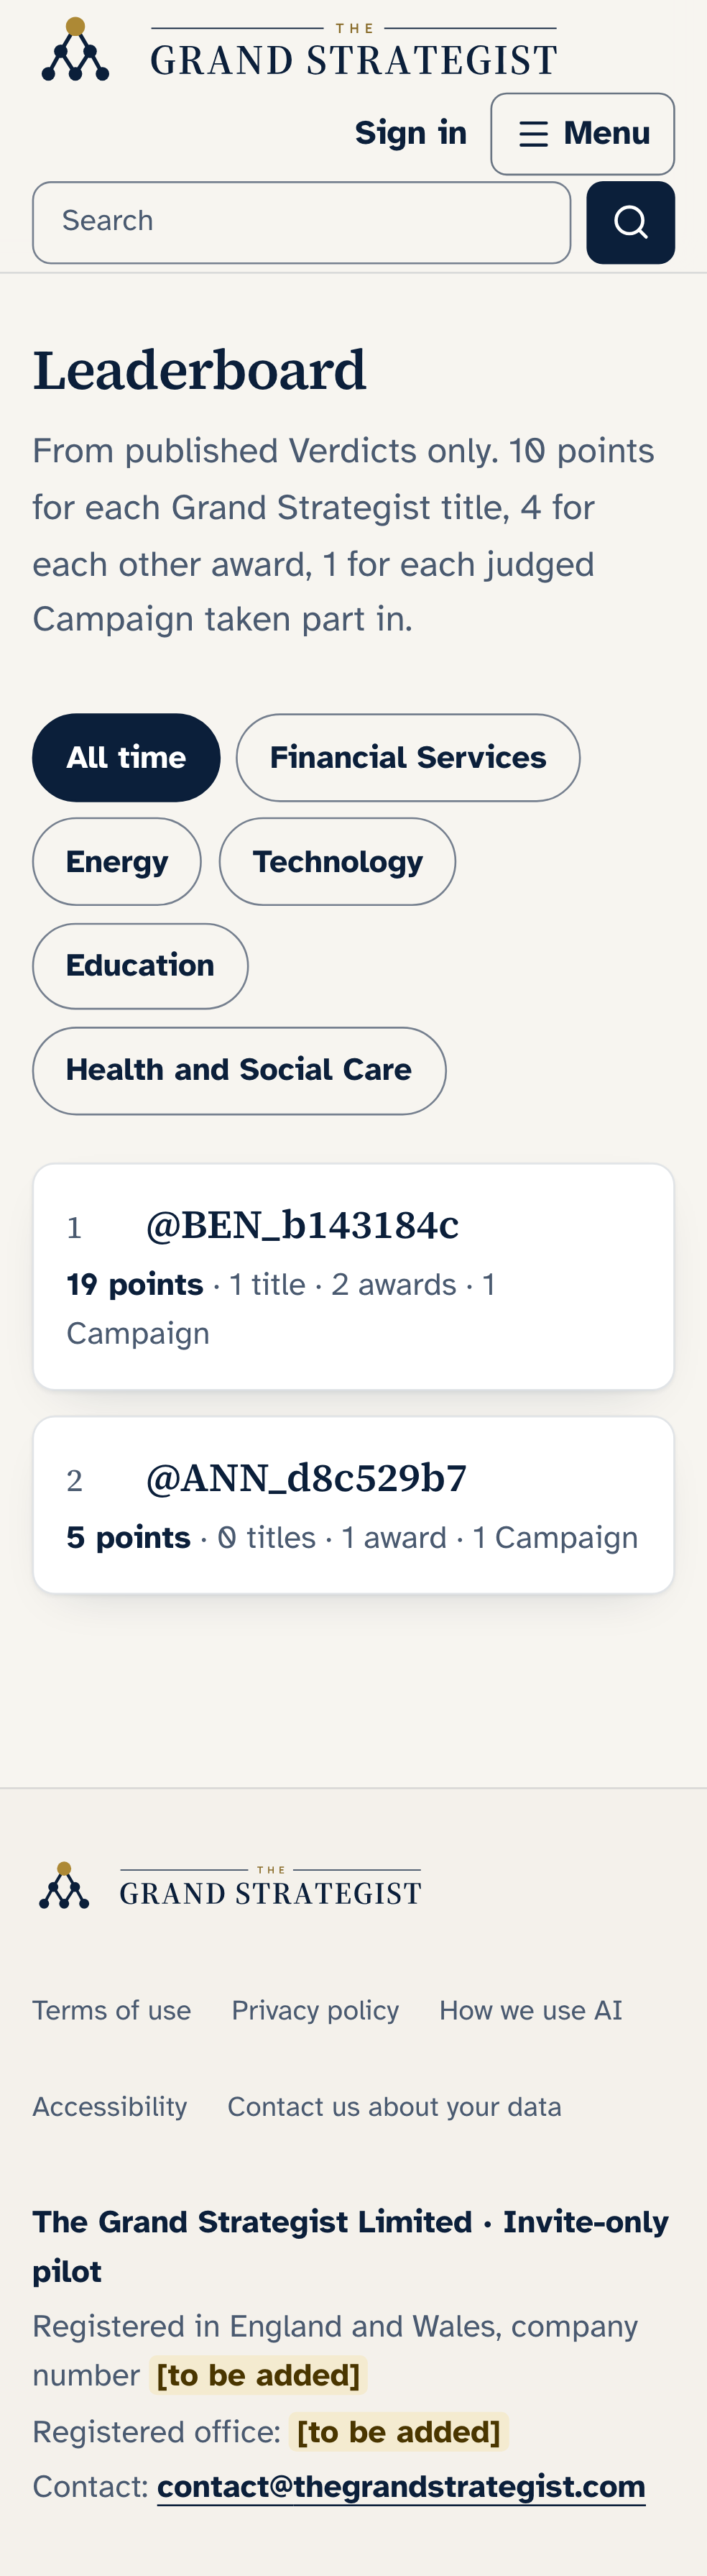 THE
GRAND STRATEGIST
Sign in
Menu
Search
Leaderboard
From published Verdicts only. 10 points
for each Grand Strategist title, 4 for
each other award, 1 for each judged
Campaign taken part in.
All time
Financial Services
Energy
Technology
Education
Health and Social Care
1 @BEN_b143184c
19 points · 1 title · 2 awards · 1
Campaign
2 @ANN_d8c529b7
5 points · 0 titles · 1 award · 1 Campaign
THE
GRAND STRATEGIST
Terms of use Privacy policy How we use AI
Accessibility Contact us about your data
The Grand Strategist Limited · Invite-only
pilot
Registered in England and Wales, company
number [to be added]
Registered office: [to be added]
Contact: contact@thegrandstrategist.com